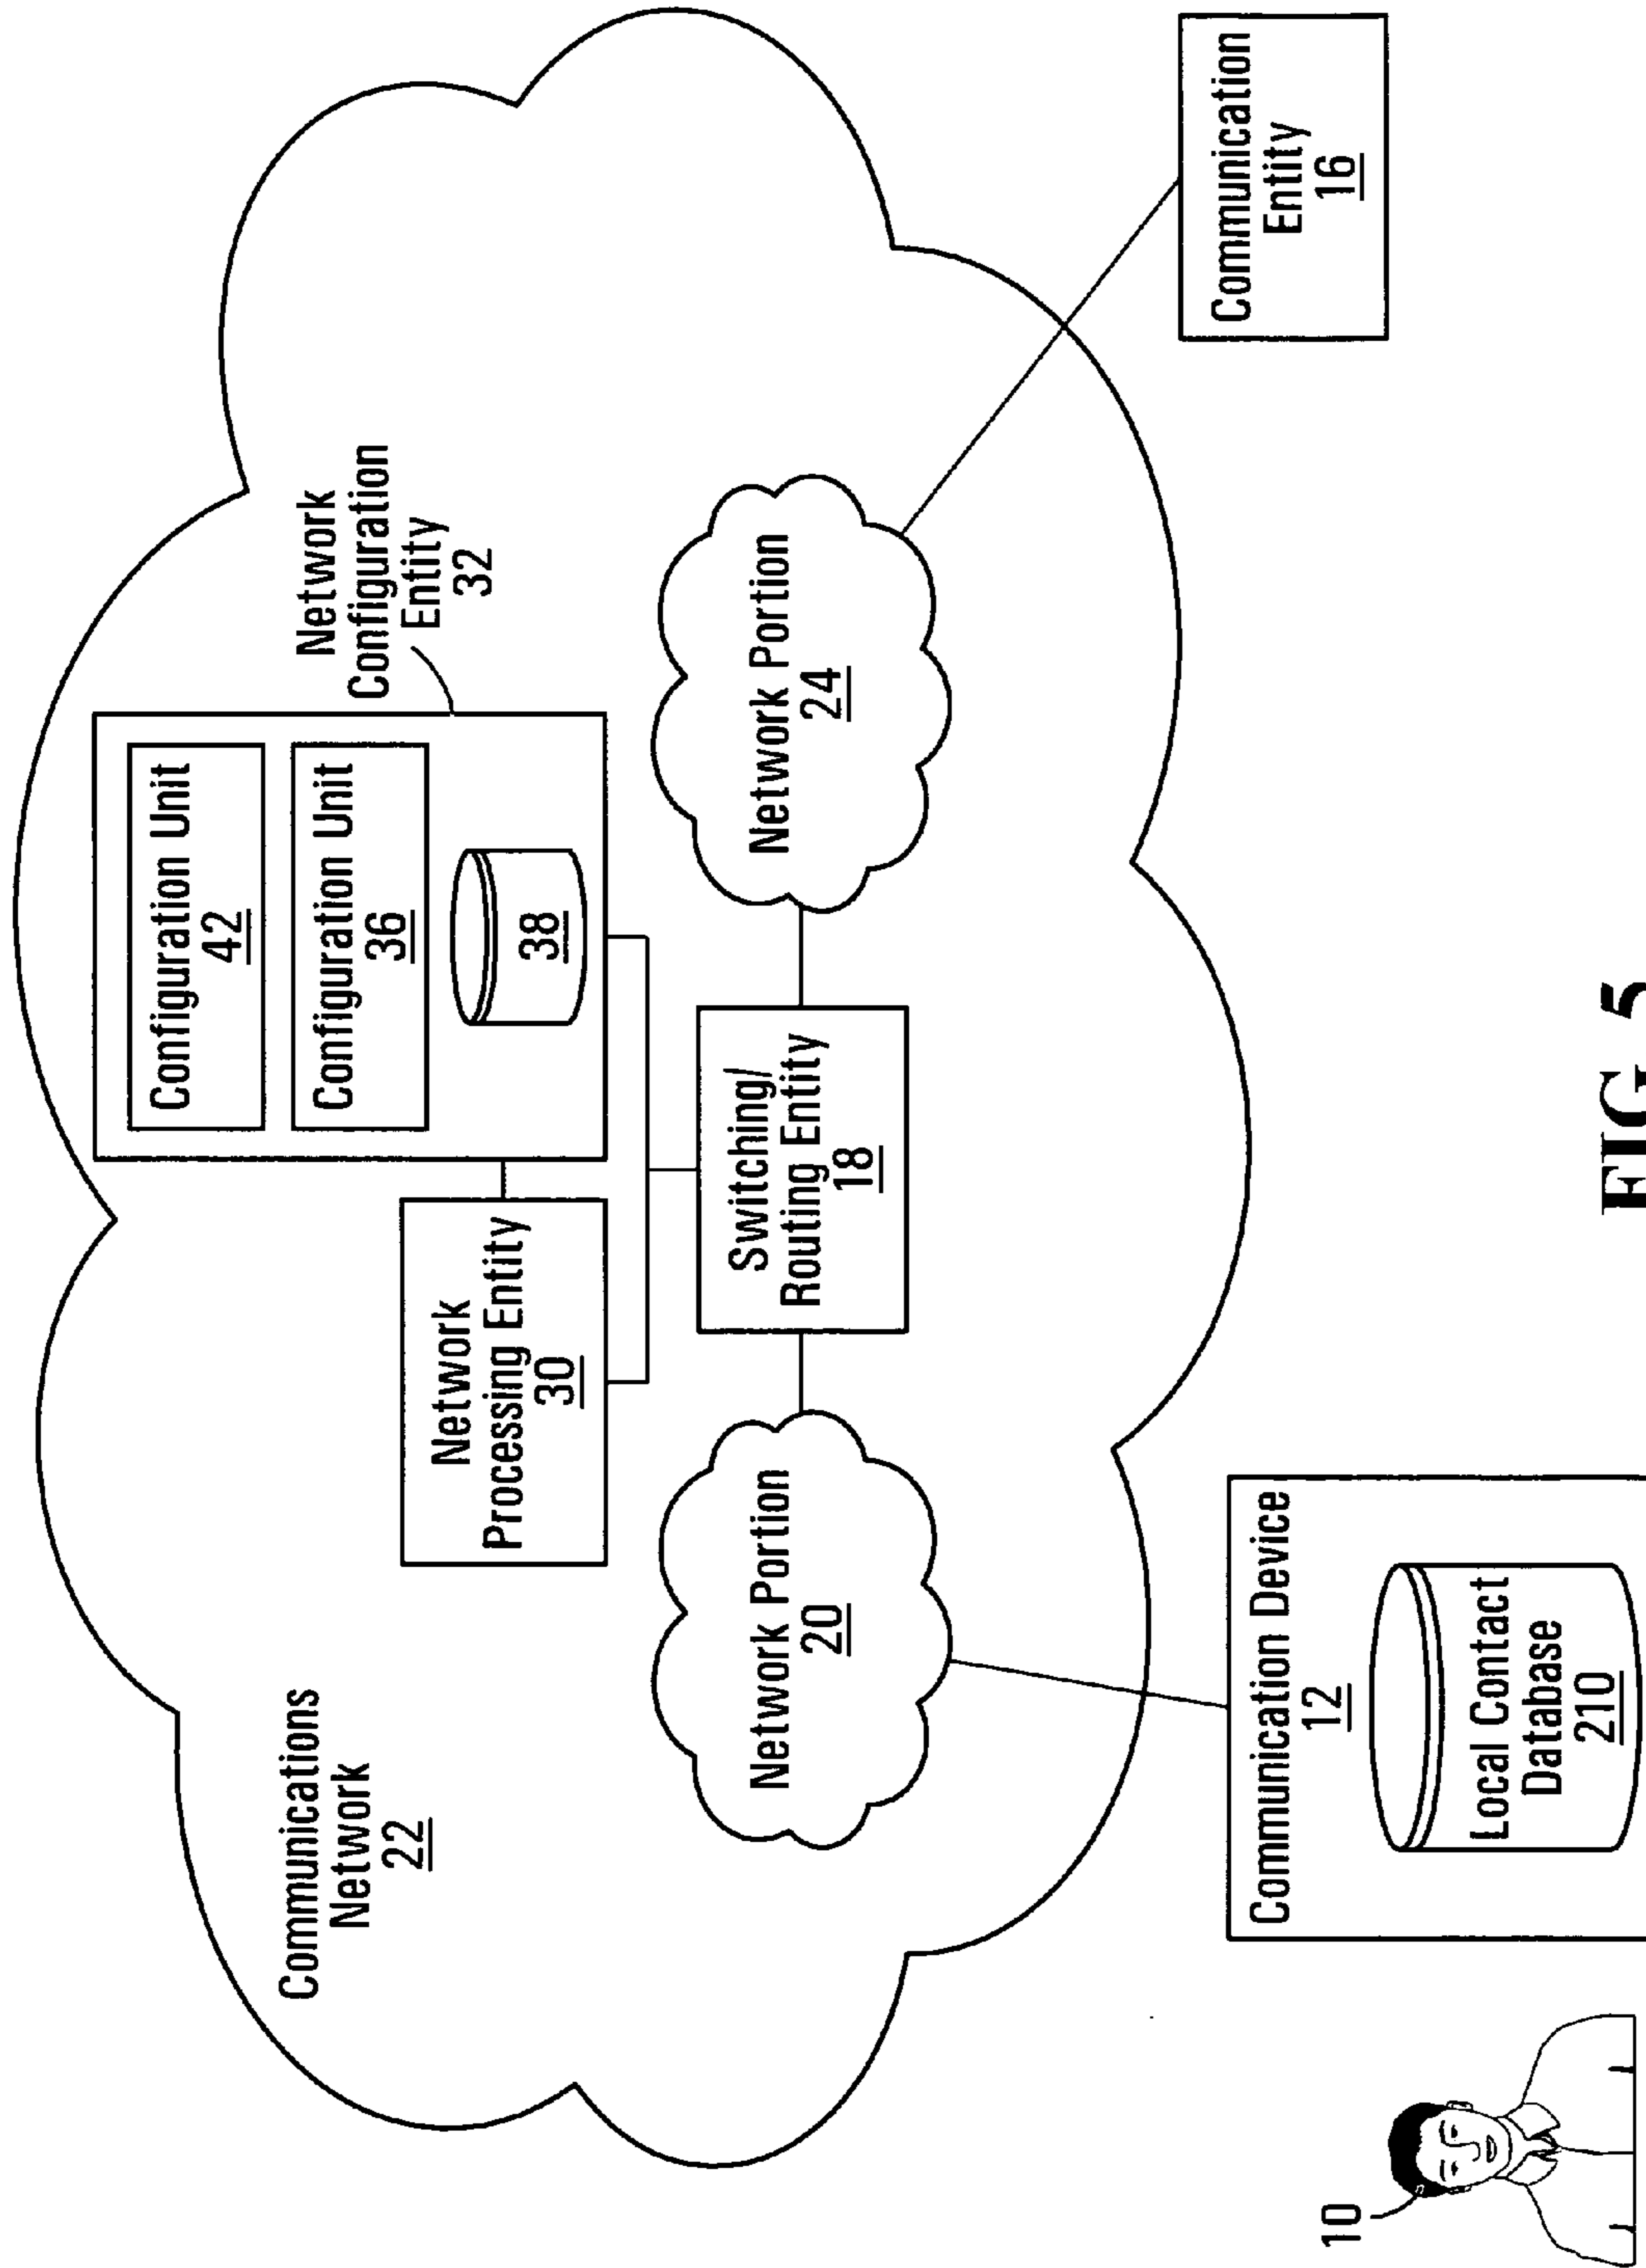 Communications
Network
22
Network
Configuration
Entity
32
Configuration Unit
42
Configuration Unit
36
38
Network
Processing Entity
30
Network Portion
20
Switching/
Routing Entity
18
Network Portion
24
10
Communication Device
12
Local Contact
Database
210
Communication
Entity
16
FIG. 5